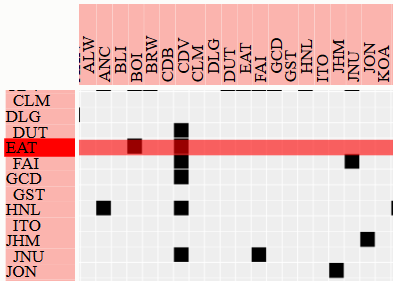 ALW
ANC
BLI
BOI
BRW
CDB
CDV
CLM
DLG
DUT
EAT
FAI
GCD
GST
HNL
ITO
JHM
JNU
JON
KOA
CLM
DLG
DUT
EAT
FAI
GCD
GST
HNL
ITO
JHM
JNU
JON